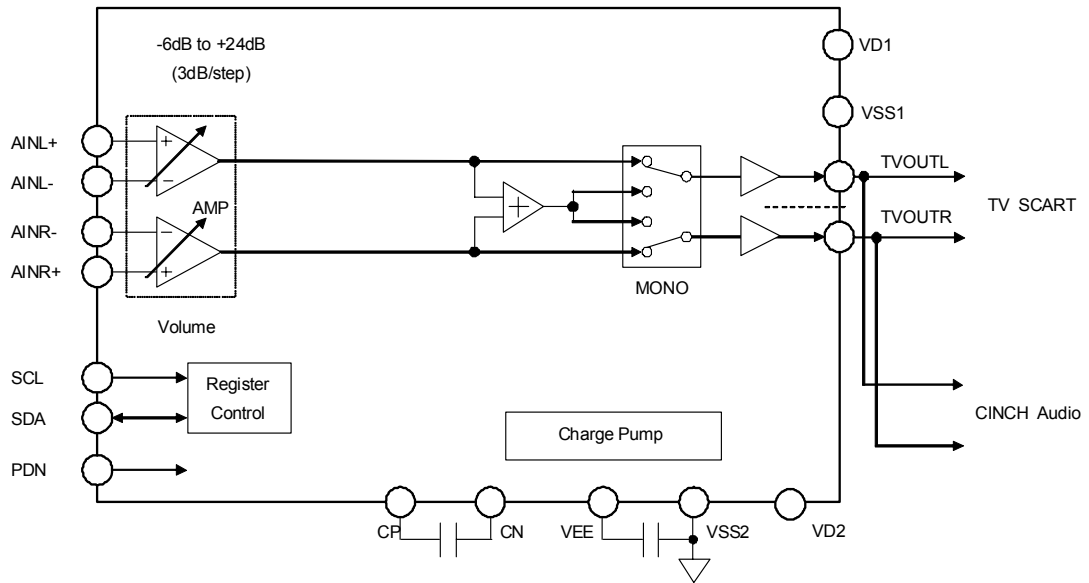 -6dB to +24dB
(3dB/step)
VD1
VSS1
AINL+
AINL-
AINR-
AINR+
+
−
−
+
AMP
+
MONO
Volume
TVOUTL
TVOUTR
TV SCART
SCL
SDA
PDN
Register
Control
Charge Pump
CINCH Audio
CP
CN
VEE
VSS2
VD2